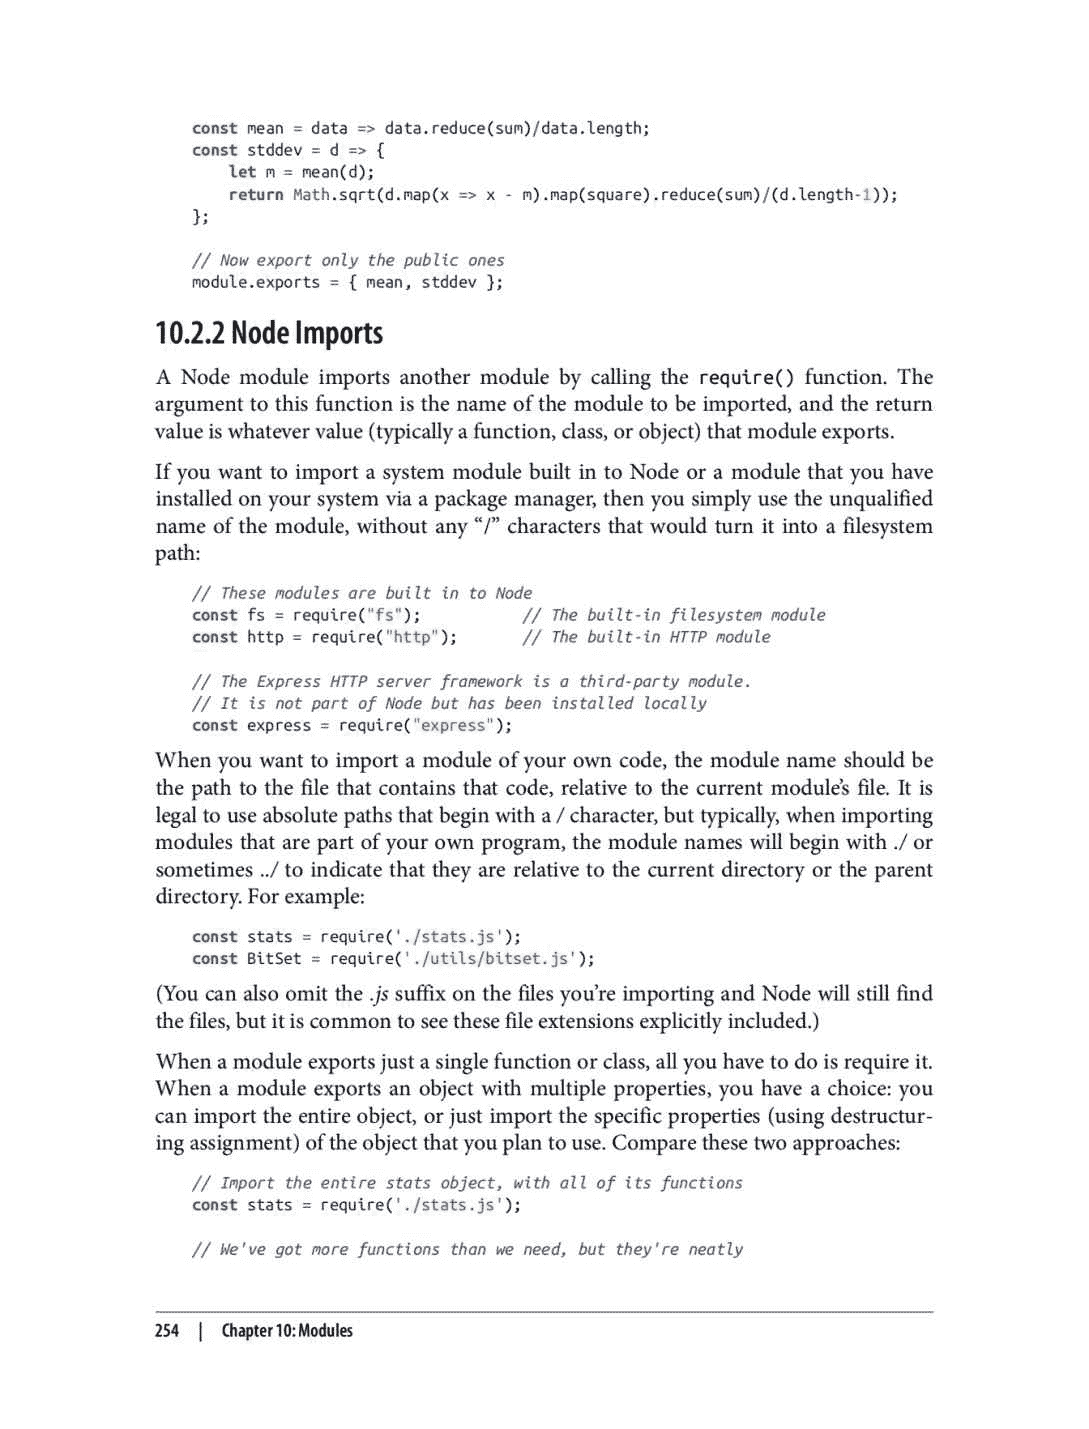 const mean = data => data.reduce(sum)/data.length;
const stddev = d => {
    let m = mean(d);
    return Math.sqrt(d.map(x => x - m).map(square).reduce(sum)/(d.length-1));
};
// Now export only the public ones
module.exports = { mean, stddev };
10.2.2 Node Imports
A Node module imports another module by calling the require() function. The
argument to this function is the name of the module to be imported, and the return
value is whatever value (typically a function, class, or object) that module exports.
If you want to import a system module built in to Node or a module that you have
installed on your system via a package manager, then you simply use the unqualified
name of the module, without any “/” characters that would turn it into a filesystem
path:
// These modules are built in to Node
const fs = require("fs");           // The built-in filesystem module
const http = require("http");       // The built-in HTTP module
// The Express HTTP server framework is a third-party module.
// It is not part of Node but has been installed locally
const express = require("express");
When you want to import a module of your own code, the module name should be
the path to the file that contains that code, relative to the current module’s file. It is
legal to use absolute paths that begin with a / character, but typically, when importing
modules that are part of your own program, the module names will begin with ./ or
sometimes ../ to indicate that they are relative to the current directory or the parent
directory. For example:
const stats = require('./stats.js');
const BitSet = require('./utils/bitset.js');
(You can also omit the .js suffix on the files you’re importing and Node will still find
the files, but it is common to see these file extensions explicitly included.)
When a module exports just a single function or class, all you have to do is require it.
When a module exports an object with multiple properties, you have a choice: you
can import the entire object, or just import the specific properties (using destructur-
ing assignment) of the object that you plan to use. Compare these two approaches:
// Import the entire stats object, with all of its functions
const stats = require('./stats.js');
// We've got more functions than we need, but they're neatly
254 | Chapter 10: Modules